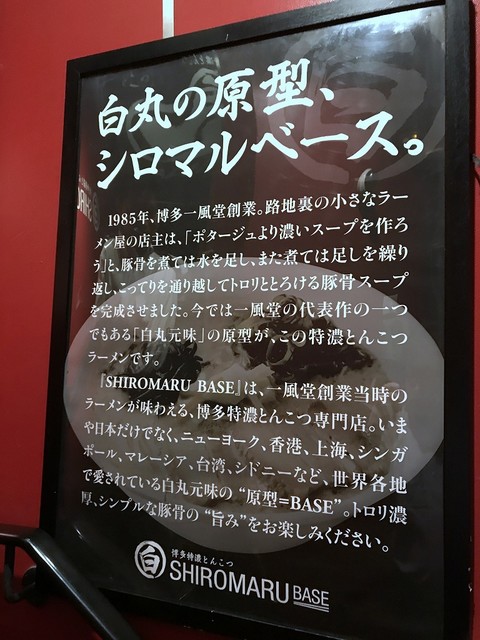 白丸の原型、
シロマルベース。
1985年、博多一風堂創業。路地裏の小さなラー
メン屋の店主は、「ポタージュより濃いスープを作ろ
う」と、豚骨を煮ては水を足し、また煮ては足しを繰り
返し、こってりを通り越してトロリととろける豚骨スープ
を完成させました。今では一風堂の代表作の一つ
でもある「白丸元味」の原型が、この特濃とんこつ
ラーメンです。
『SHIROMARU BASE』は、一風堂創業当時の
ラーメンが味わえる、博多特濃とんこつ専門店。いま
や日本だけでなく、ニューヨーク、香港、上海、シンガ
ポール、マレーシア、台湾、シドニーなど、世界各地
で愛されている白丸元味の“原型=BASE”。トロリ濃
厚、シンプルな豚骨の“旨み”をお楽しみください。
白
博多特濃とんこつ
SHIROMARU BASE